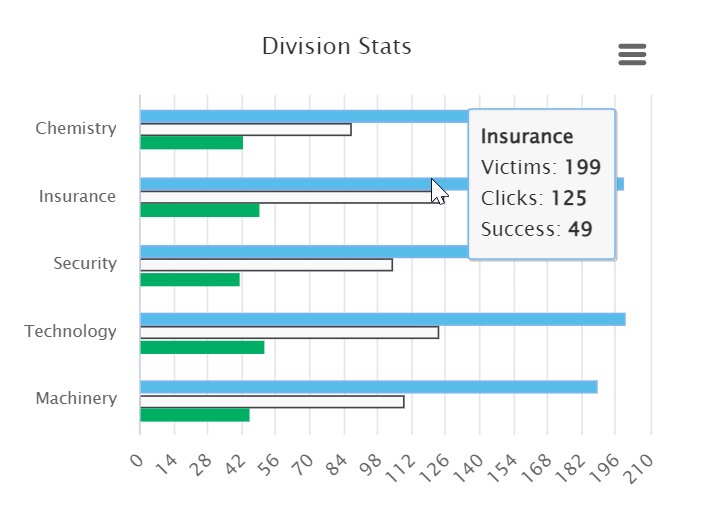 Division Stats
Chemistry
Insurance
Security
Technology
Machinery
Insurance
Victims: 199
Clicks: 125
Success: 49
0 14 28 42 56 70 84 98 112 126 140 154 168 182 196 210